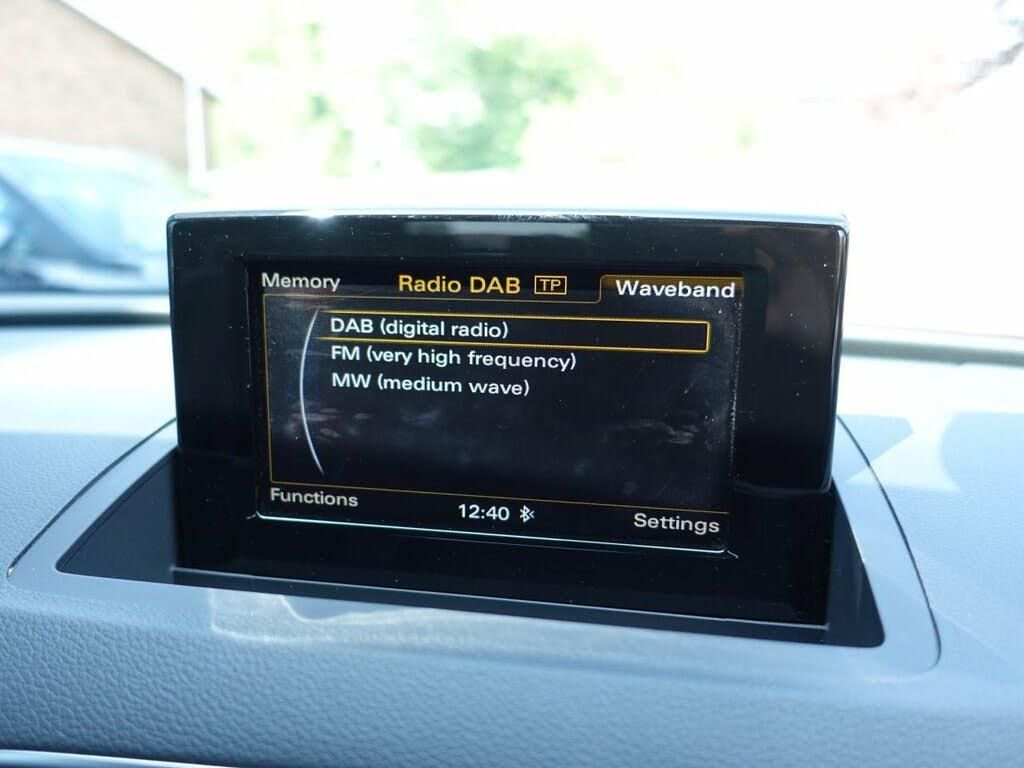 Memory Radio DAB TP Waveband
DAB (digital radio)
FM (very high frequency)
MW (medium wave)
Functions 12:40 Settings